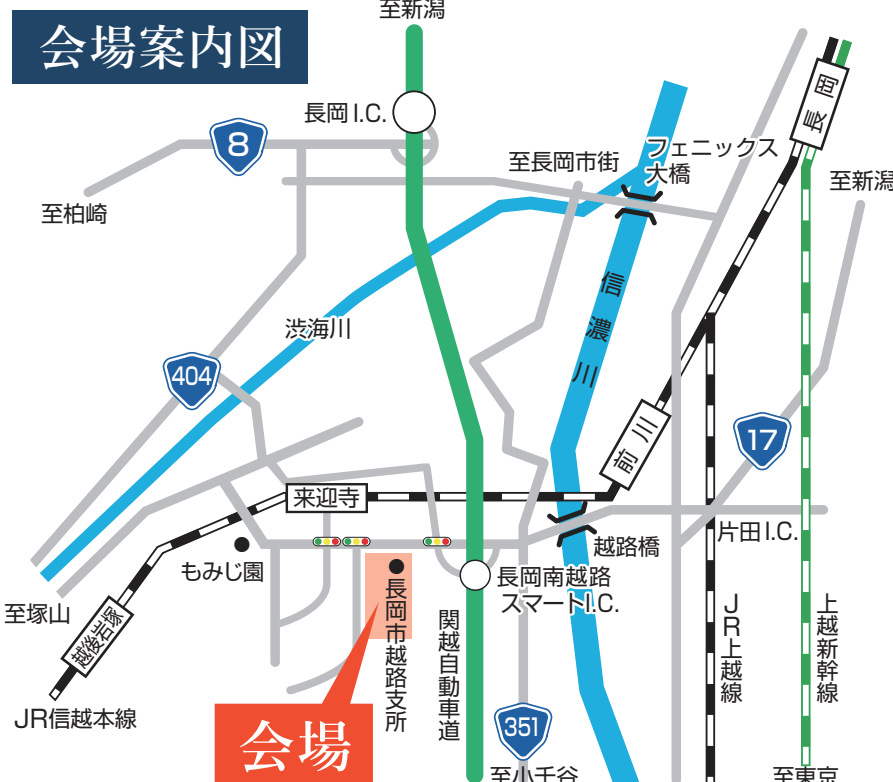 至新潟
会場案内図
長岡I.C.
8
至長岡市街
フェニックス
大橋
長岡
至柏崎
至新潟
信濃川
渋海川
404
前川
17
来迎寺
片田I.C.
越路橋
もみじ園
長岡南越路
スマートI.C.
至塚山
越後岩塚
長岡市越路支所
関越自動車道
JR上越線
上越新幹線
JR信越本線
会場
351
至小千谷
至東京